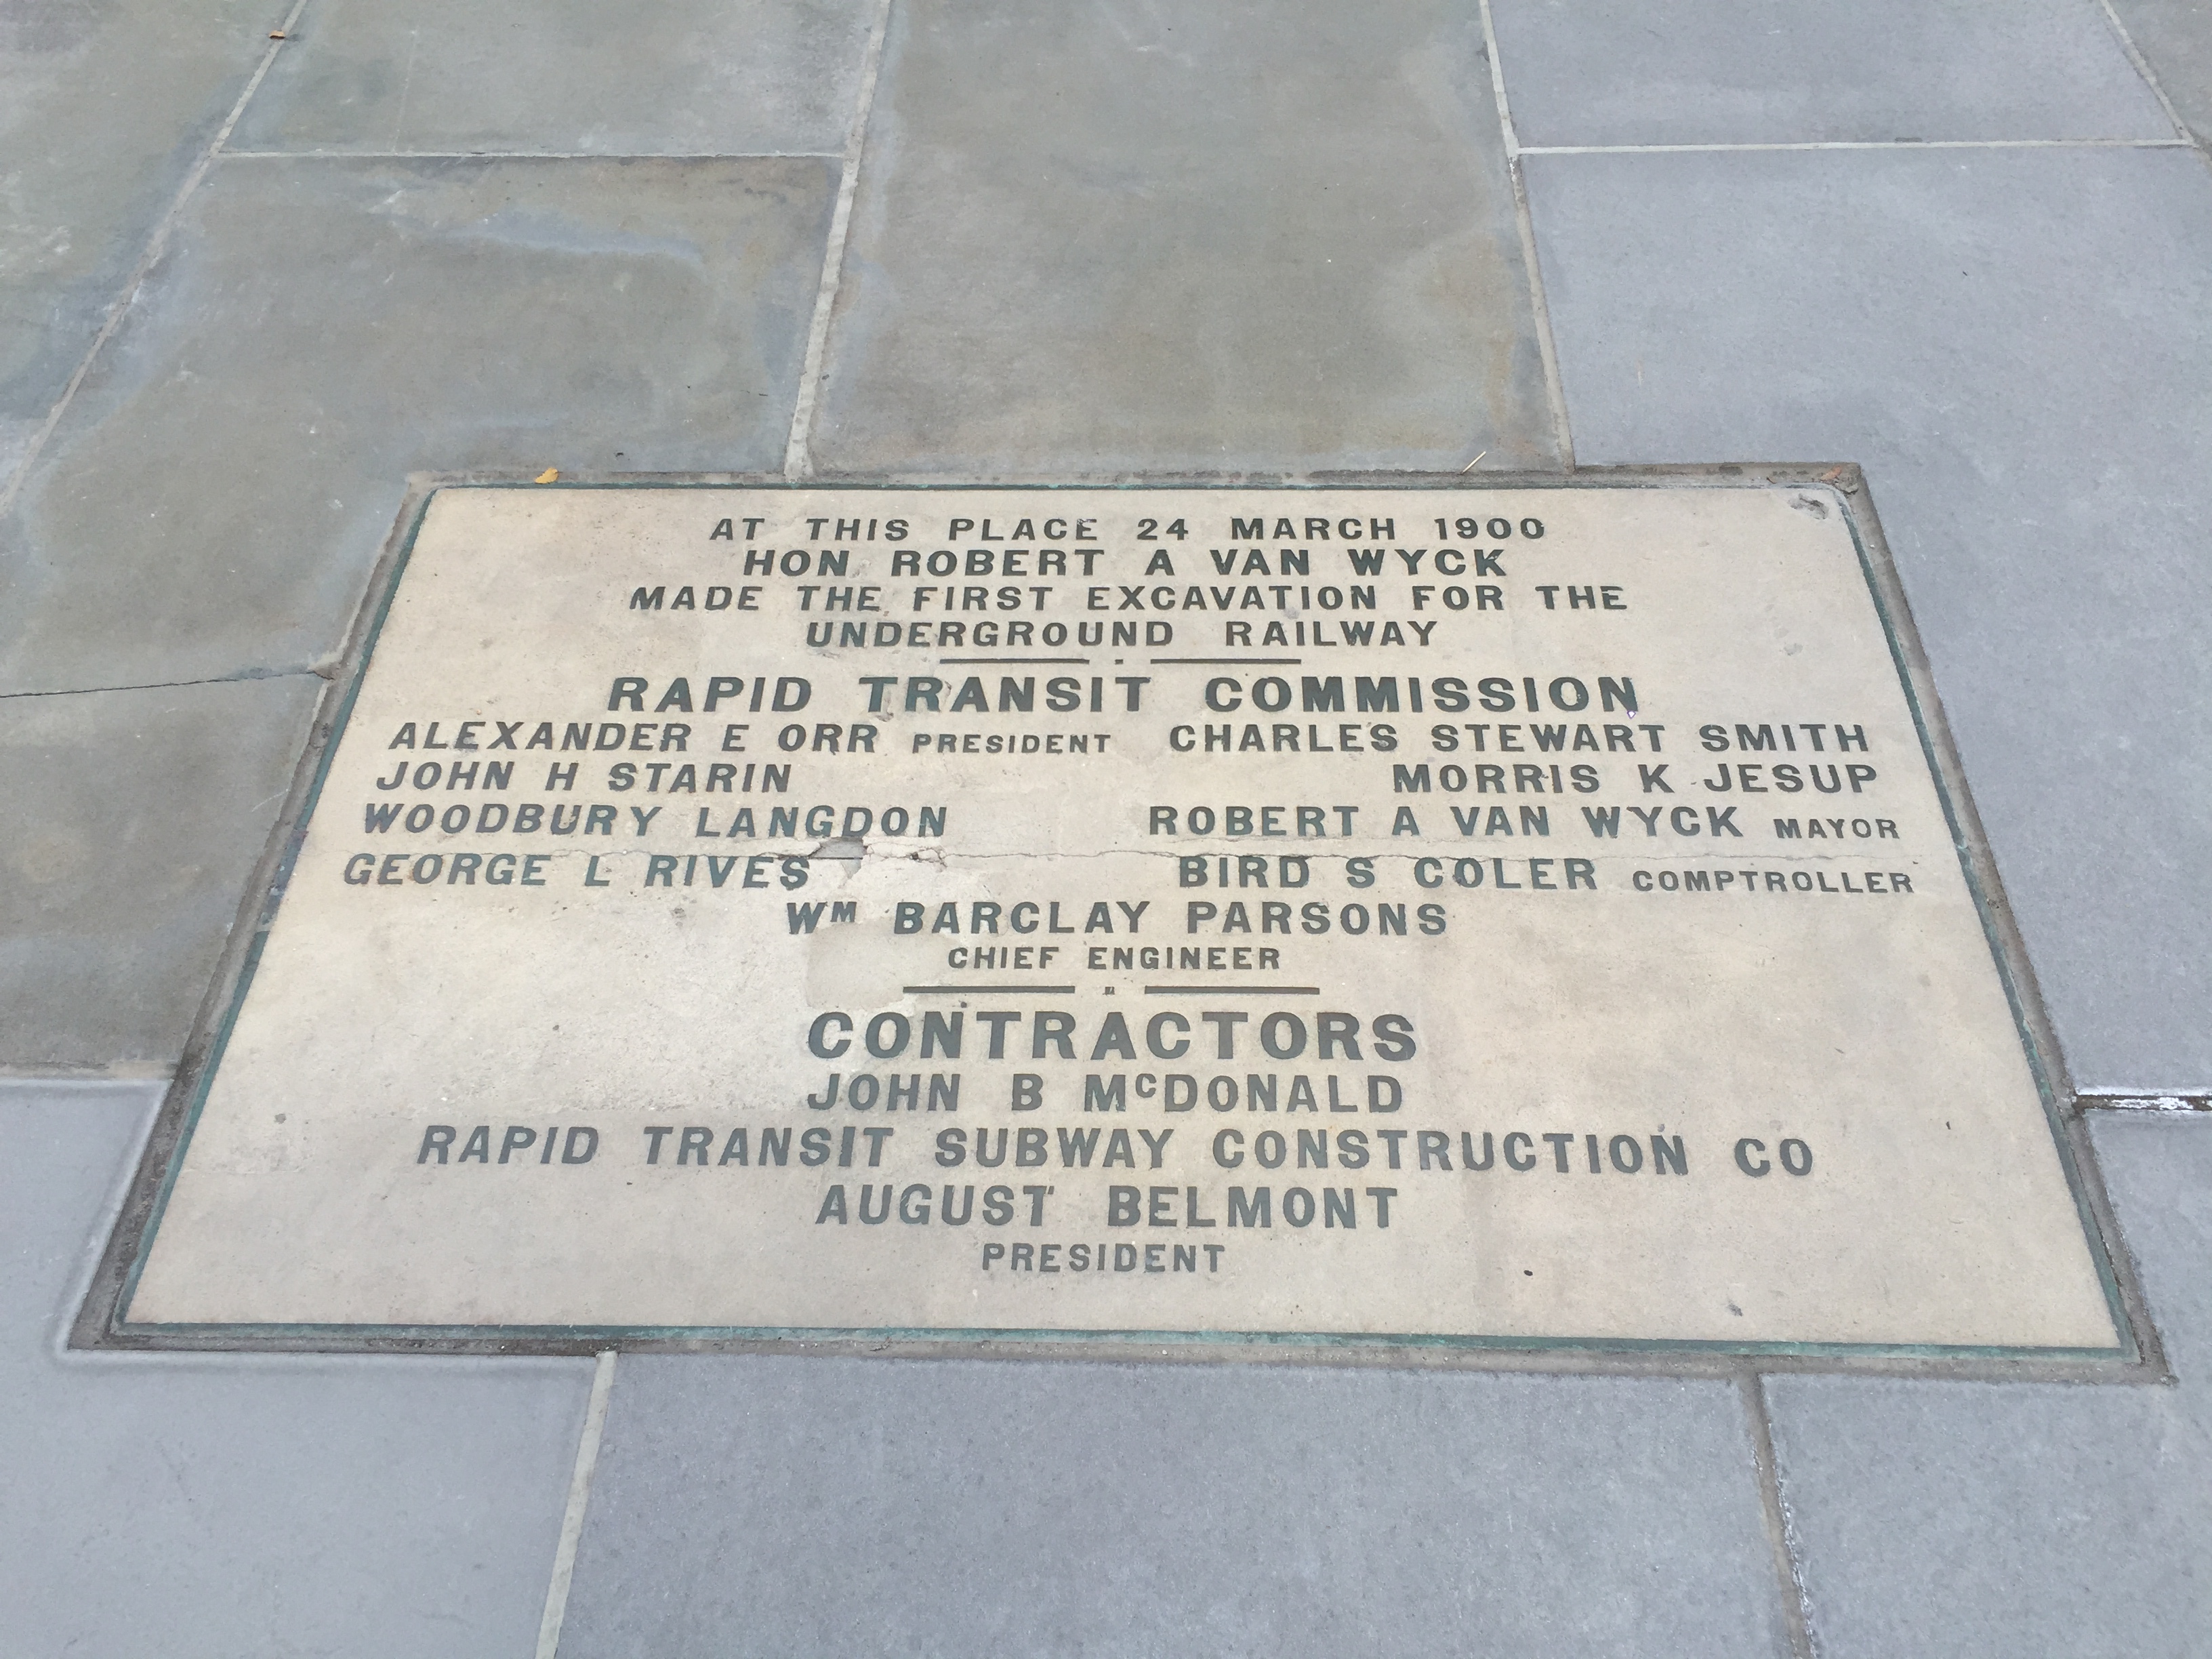 AT THIS PLACE 24 MARCH 1900
HON ROBERT A VAN WYCK
MADE THE FIRST EXCAVATION FOR THE
UNDERGROUND RAILWAY
RAPID TRANSIT COMMISSION
ALEXANDER E ORR PRESIDENT CHARLES STEWART SMITH
JOHN H STARIN MORRIS K JESUP
WOODBURY LANGDON ROBERT A VAN WYCK MAYOR
GEORGE L RIVES BIRD S COLER COMPTROLLER
WM BARCLAY PARSONS
CHIEF ENGINEER
CONTRACTORS
JOHN B McDONALD
RAPID TRANSIT SUBWAY CONSTRUCTION CO
AUGUST BELMONT
PRESIDENT